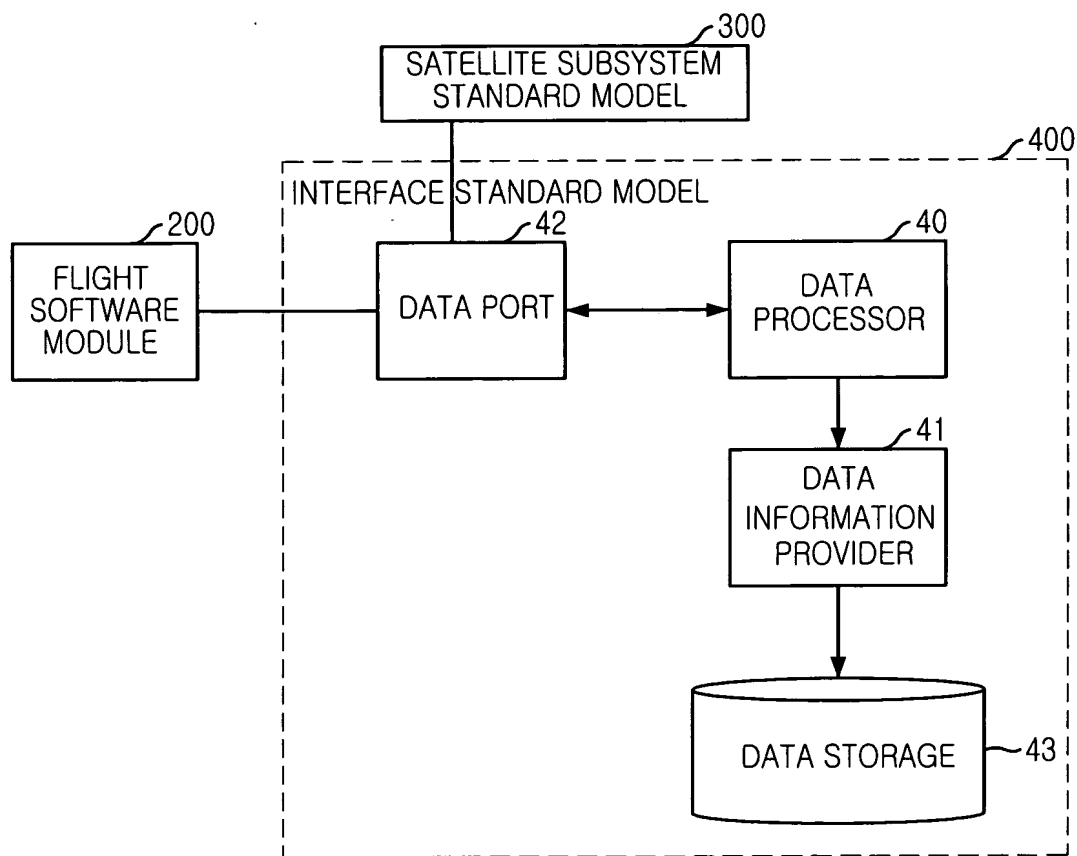 300
SATELLITE SUBSYSTEM
STANDARD MODEL
400
INTERFACE STANDARD MODEL
200
FLIGHT
SOFTWARE
MODULE
42
DATA PORT
40
DATA
PROCESSOR
41
DATA
INFORMATION
PROVIDER
DATA STORAGE
43